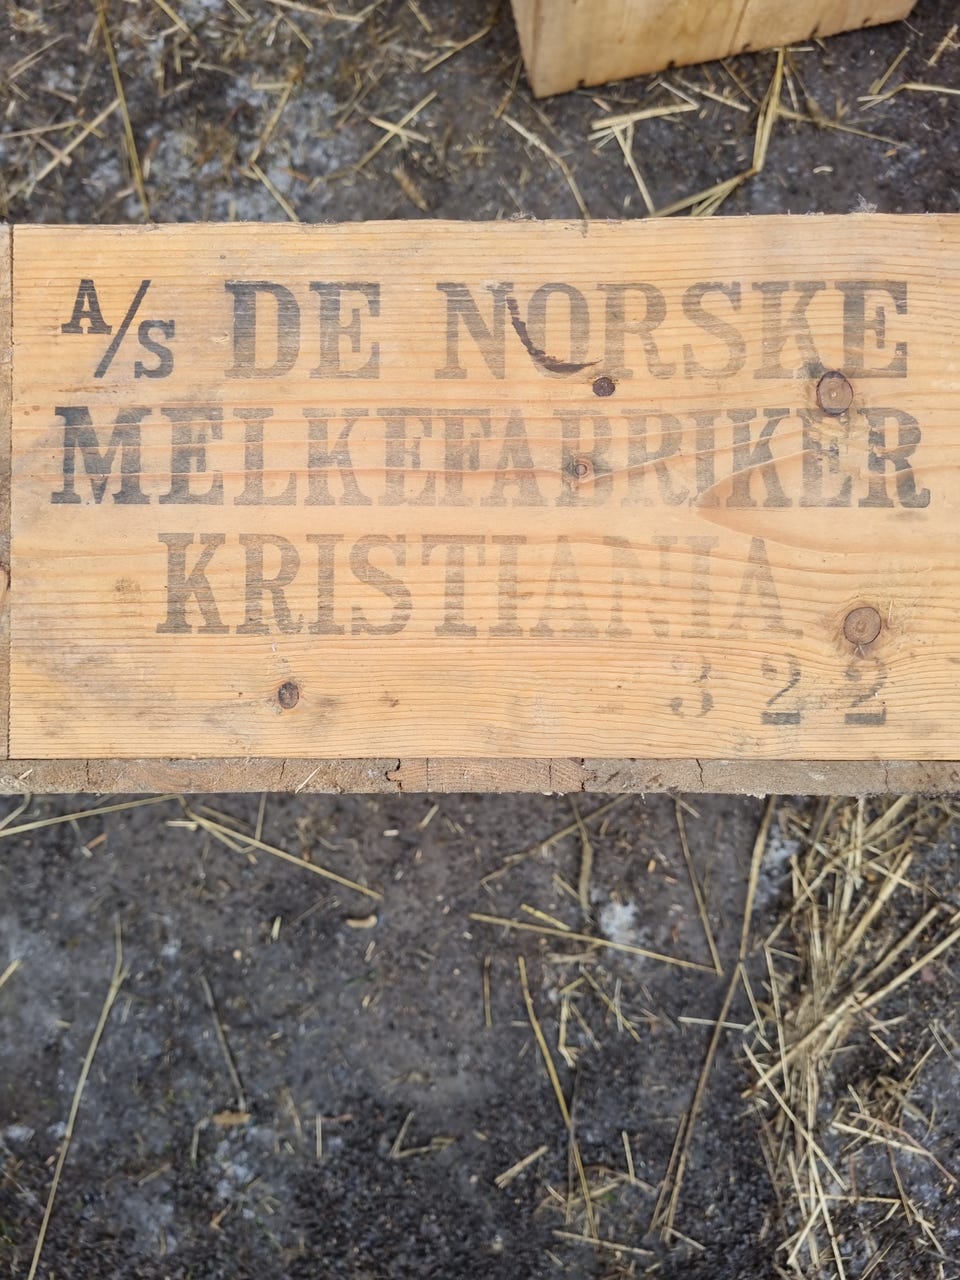 A/S DE NORSKE
MELKEFABRIKER
KRISTIANIA
322